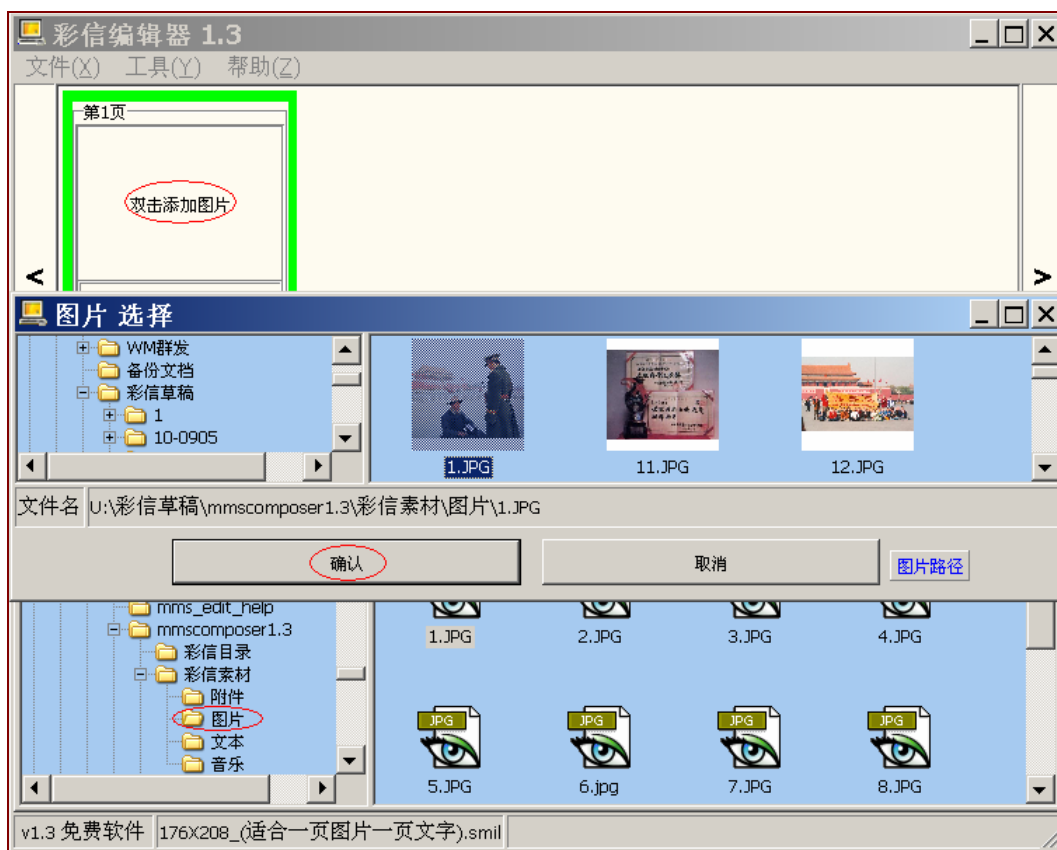 彩信编辑器 1.3
文件(X) 工具(Y) 帮助(Z)
第1页
双击添加图片
<
>
图片 选择
WM群发
备份文档
彩信草稿
1
10-0905
1.JPG 11.JPG 12.JPG
文件名 U:\彩信草稿\mmscomposer1.3\彩信素材\图片\1.JPG
确认 取消 图片路径
mms_edit_help
mmscomposer1.3
彩信目录
彩信素材
附件
图片
文本
音乐
1.JPG 2.JPG 3.JPG 4.JPG
JPG JPG JPG JPG
5.JPG 6.jpg 7.JPG 8.JPG
v1.3 免费软件 176X208_(适合一页图片一页文字).smil